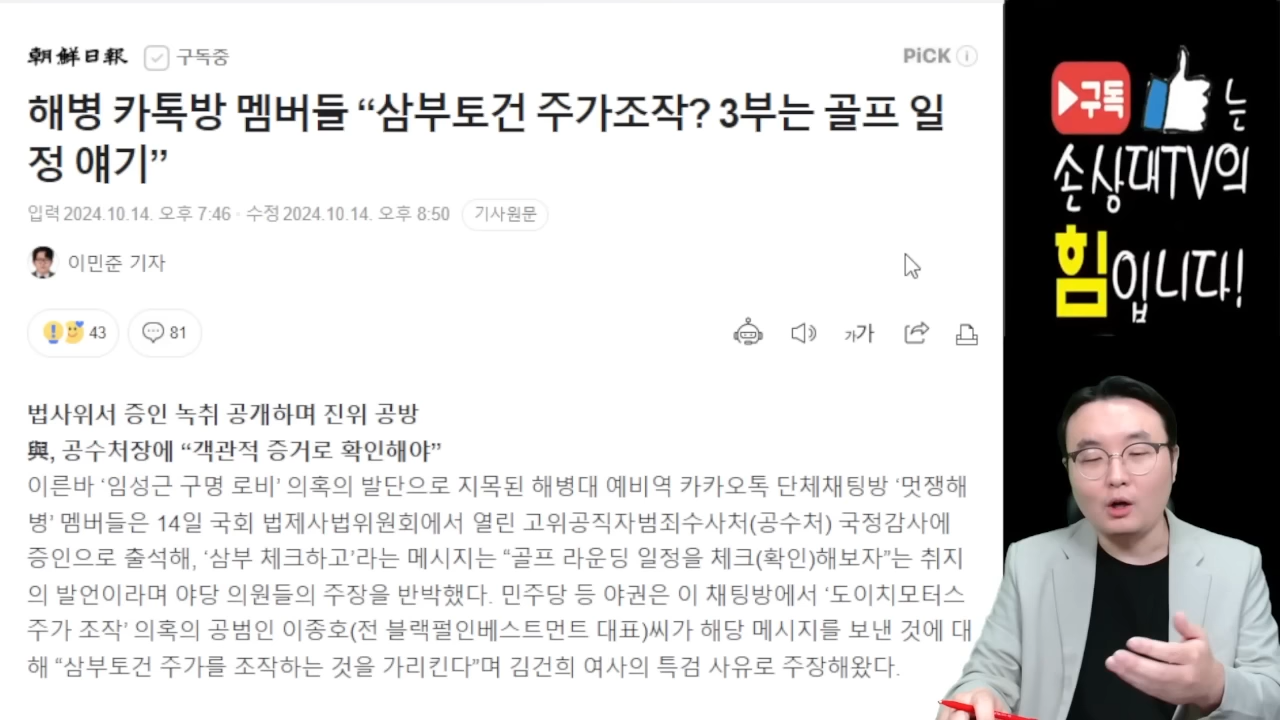 朝鮮日報 구독중
PiCK
해병 카톡방 멤버들 “삼부토건 주가조작? 3부는 골프 일
정 얘기”
입력 2024.10.14. 오후 7:46 · 수정 2024.10.14. 오후 8:50 기사원문
이민준 기자
43 81
가가
법사위서 증인 녹취 공개하며 진위 공방
與, 공수처장에 “객관적 증거로 확인해야”
이른바 ‘임성근 구명 로비’ 의혹의 발단으로 지목된 해병대 예비역 카카오톡 단체채팅방 ‘멋쟁해
병’ 멤버들은 14일 국회 법제사법위원회에서 열린 고위공직자범죄수사처(공수처) 국정감사에
증인으로 출석해, ‘삼부 체크하고’라는 메시지는 “골프 라운딩 일정을 체크(확인)해보자”는 취지
의 발언이라며 야당 의원들의 주장을 반박했다. 민주당 등 야권은 이 채팅방에서 ‘도이치모터스
주가 조작’ 의혹의 공범인 이종호(전 블랙펄인베스트먼트 대표)씨가 해당 메시지를 보낸 것에 대
해 “삼부토건 주가를 조작하는 것을 가리킨다”며 김건희 여사의 특검 사유로 주장해왔다.
구독 는
손상대TV의
힘입니다!